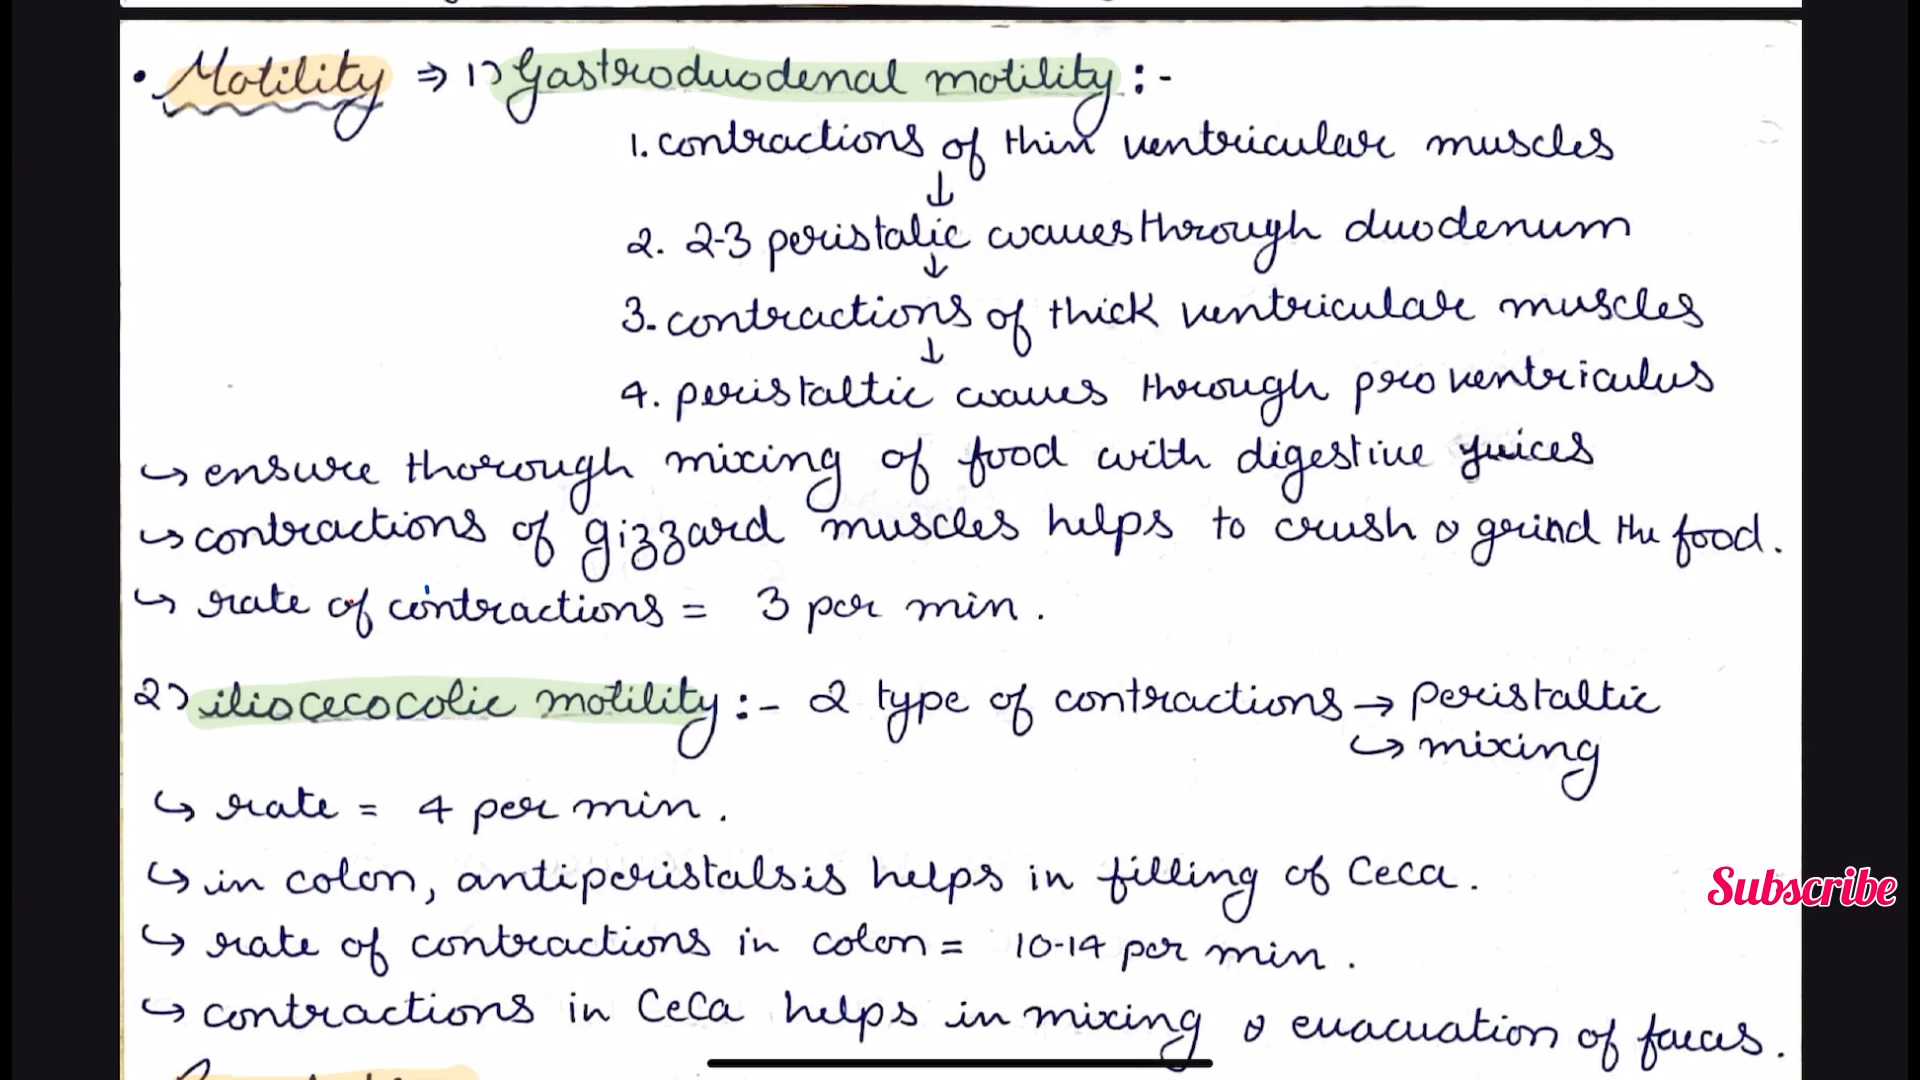 • Motility ⇒ 1) Gastroduodenal motility :-
1. contractions of thin ventricular muscles
↓
2. 2-3 peristalic waves through duodenum
↓
3. contractions of thick ventricular muscles
↓
4. peristaltic waves through proventriculus
↳ ensure thorough mixing of food with digestive juices
↳ contractions of gizzard muscles helps to crush & grind the food.
↳ rate of contractions = 3 per min.
2) iliocecocolic motility :- 2 type of contractions → peristaltic
↳ mixing
↳ rate = 4 per min.
↳ in colon, antiperistalsis helps in filling of Ceca.
Subscribe
↳ rate of contractions in colon = 10-14 per min.
↳ contractions in CeCa helps in mixing & evacuation of faeces.